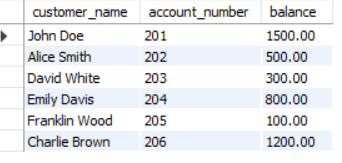 customer_name account_number balance
John Doe 201 1500.00
Alice Smith 202 500.00
David White 203 300.00
Emily Davis 204 800.00
Franklin Wood 205 100.00
Charlie Brown 206 1200.00